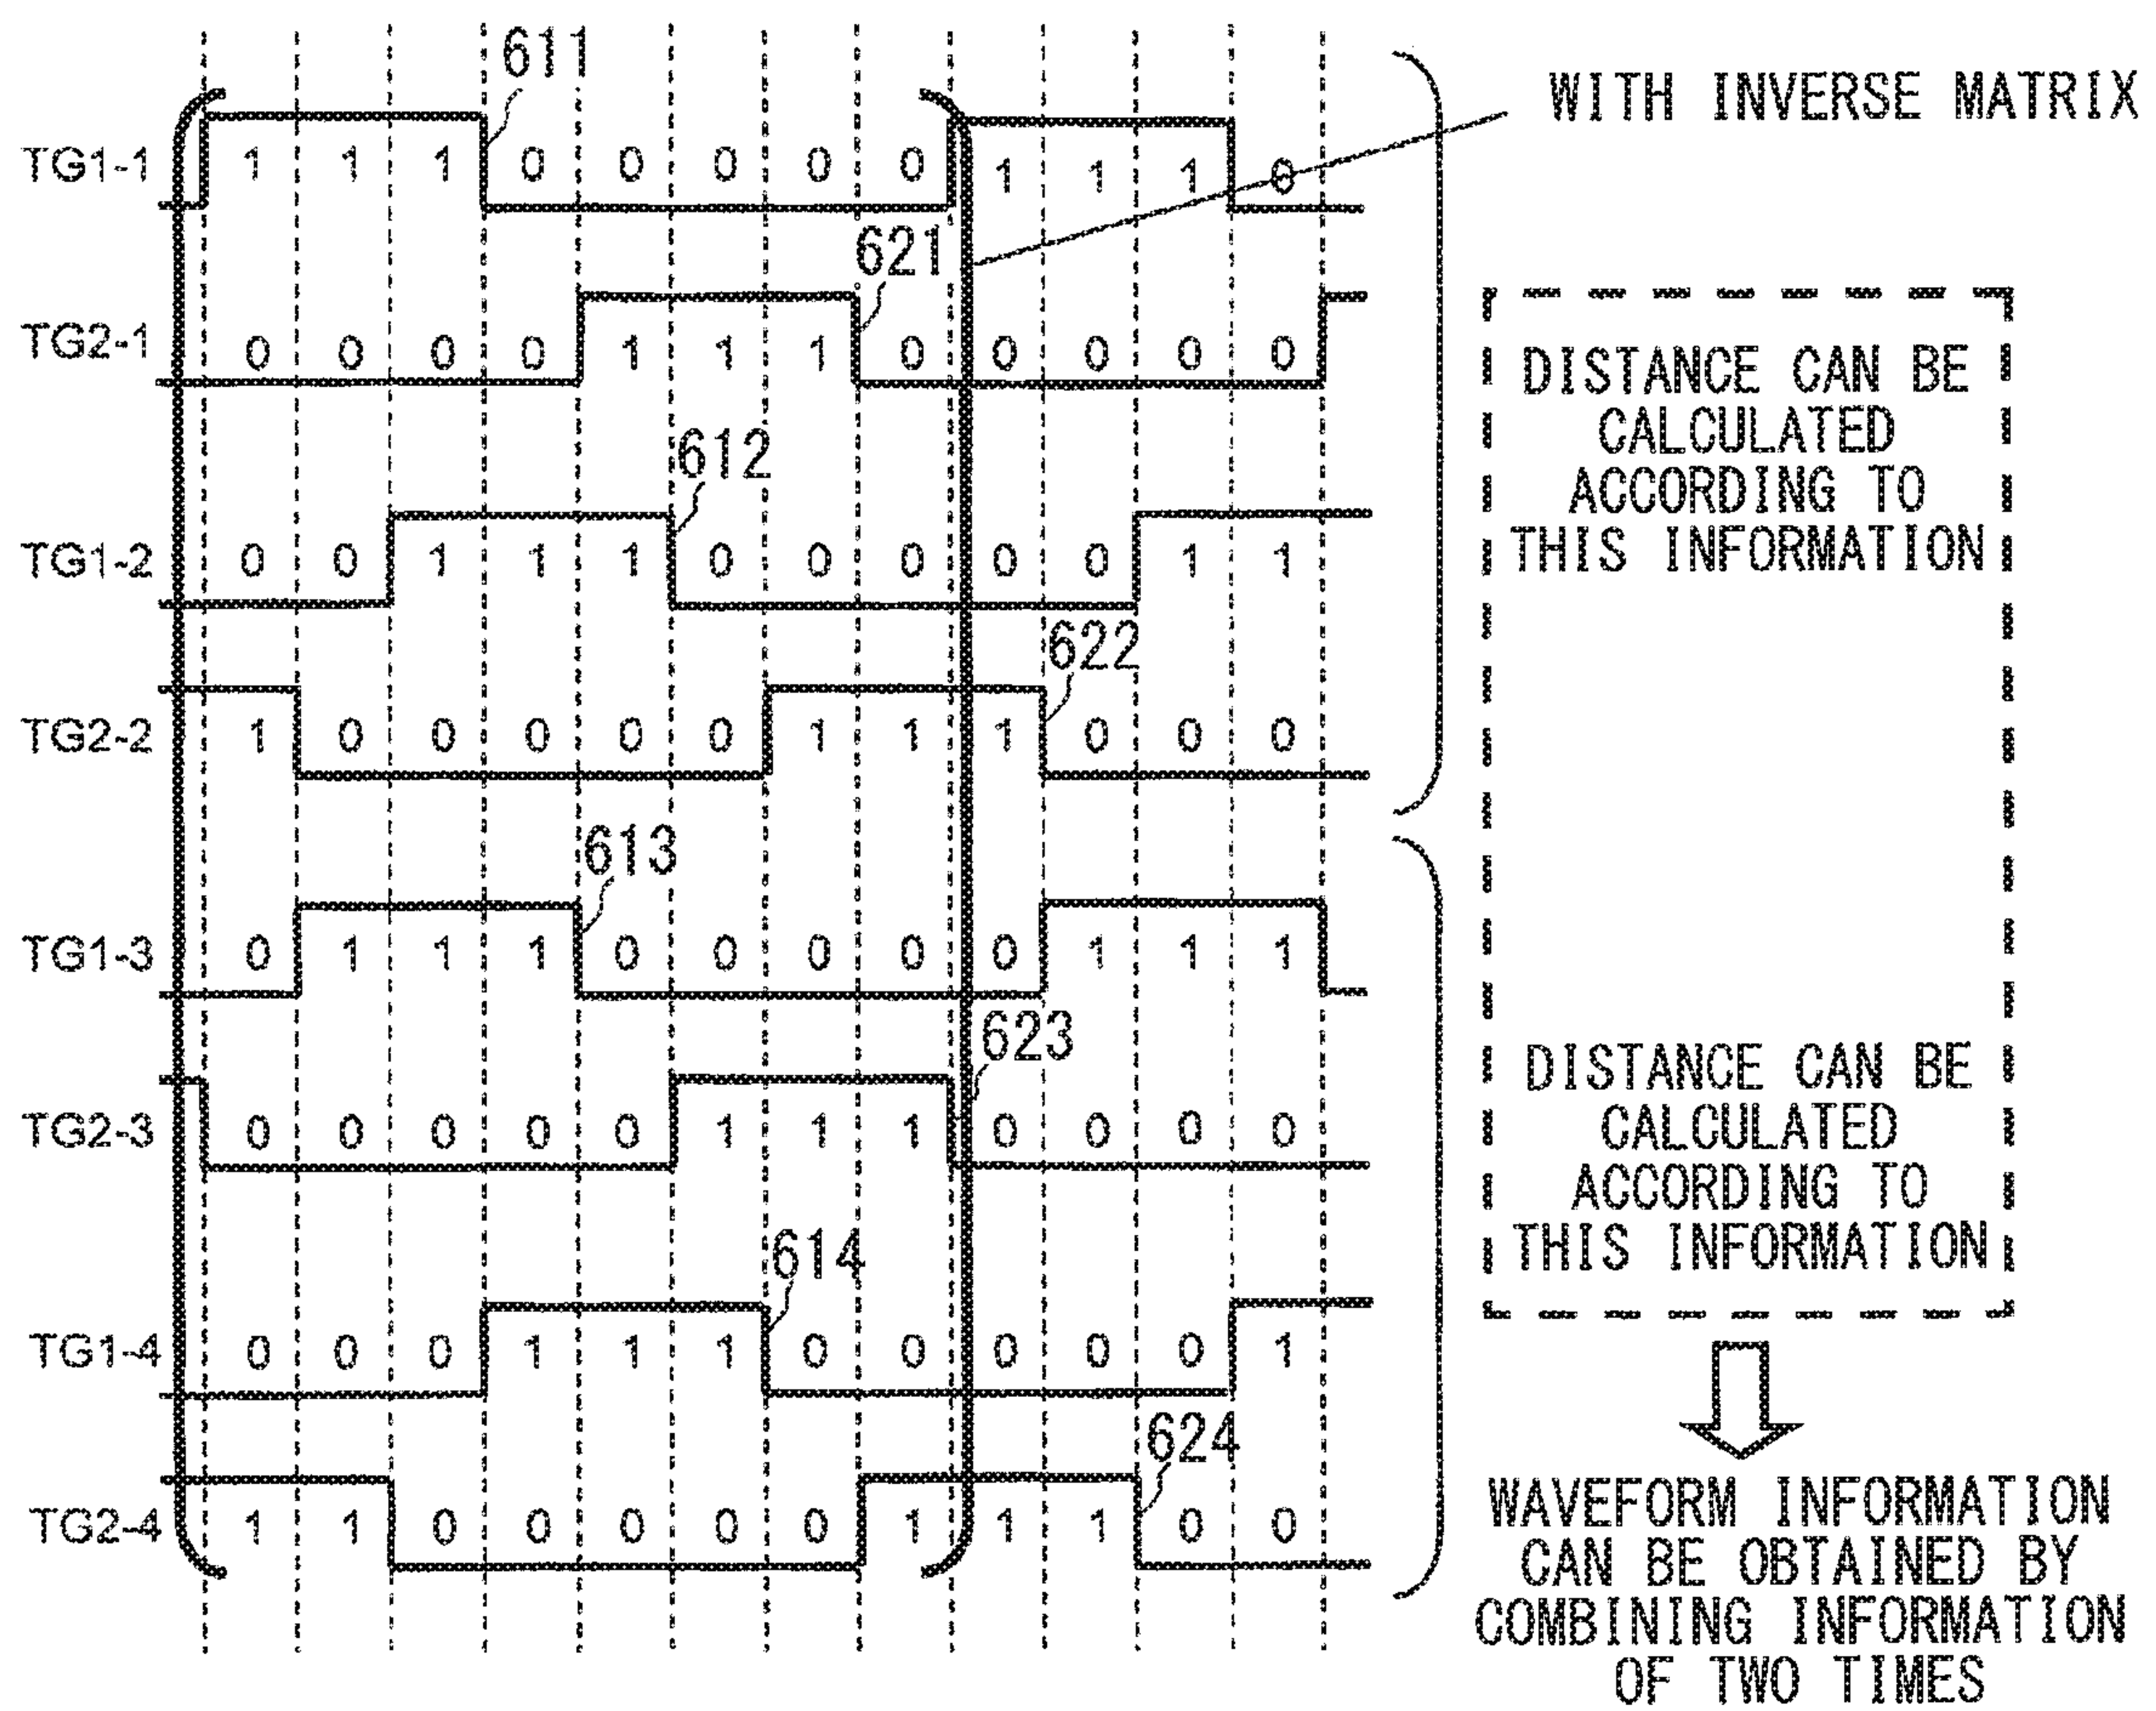 611
WITH INVERSE MATRIX
TG1-1 1 1 1 0 0 0 0 0 1 1 1 0
621
TG2-1 0 0 0 0 1 1 1 0 0 0 0 0
612
TG1-2 0 0 1 1 1 0 0 0 0 0 1 1
622
TG2-2 1 0 0 0 0 0 1 1 1 0 0 0
613
TG1-3 0 1 1 1 0 0 0 0 0 1 1 1
623
TG2-3 0 0 0 0 0 1 1 1 0 0 0 0
614
TG1-4 0 0 0 1 1 1 0 0 0 0 0 1
624
TG2-4 1 1 0 0 0 0 0 1 1 1 0 0
DISTANCE CAN BE
CALCULATED
ACCORDING TO
THIS INFORMATION
DISTANCE CAN BE
CALCULATED
ACCORDING TO
THIS INFORMATION
WAVEFORM INFORMATION
CAN BE OBTAINED BY
COMBINING INFORMATION
OF TWO TIMES